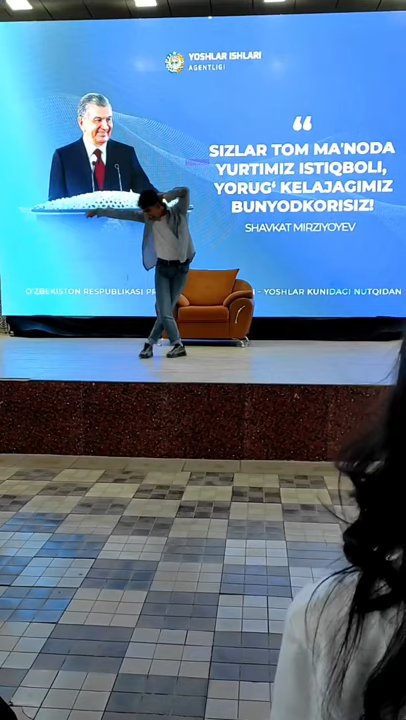 YOSHLAR ISHLARI
AGENTLIGI
“
SIZLAR TOM MA'NODA
YURTIMIZ ISTIQBOLI,
YORUG‘ KELAJAGIMIZ
BUNYODKORISIZ!
SHAVKAT MIRZIYOYEV
O‘ZBEKISTON RESPUBLIKASI - YOSHLAR KUNIDAGI NUTQIDAN